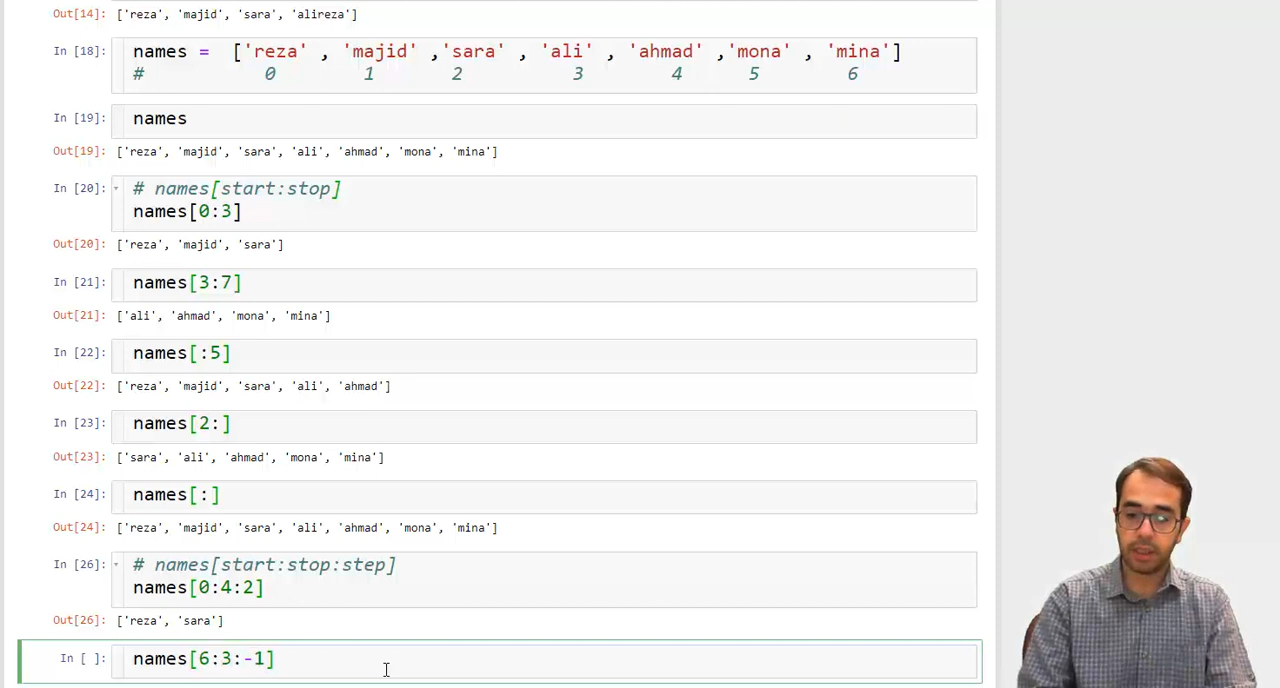 Out[14]: ['reza', 'majid', 'sara', 'alireza']
In [18]: names = ['reza' , 'majid' ,'sara' , 'ali' , 'ahmad' ,'mona' , 'mina']
# 0 1 2 3 4 5 6
In [19]: names
Out[19]: ['reza', 'majid', 'sara', 'ali', 'ahmad', 'mona', 'mina']
In [20]: # names[start:stop]
names[0:3]
Out[20]: ['reza', 'majid', 'sara']
In [21]: names[3:7]
Out[21]: ['ali', 'ahmad', 'mona', 'mina']
In [22]: names[:5]
Out[22]: ['reza', 'majid', 'sara', 'ali', 'ahmad']
In [23]: names[2:]
Out[23]: ['sara', 'ali', 'ahmad', 'mona', 'mina']
In [24]: names[:]
Out[24]: ['reza', 'majid', 'sara', 'ali', 'ahmad', 'mona', 'mina']
In [26]: # names[start:stop:step]
names[0:4:2]
Out[26]: ['reza', 'sara']
In [ ]: names[6:3:-1]